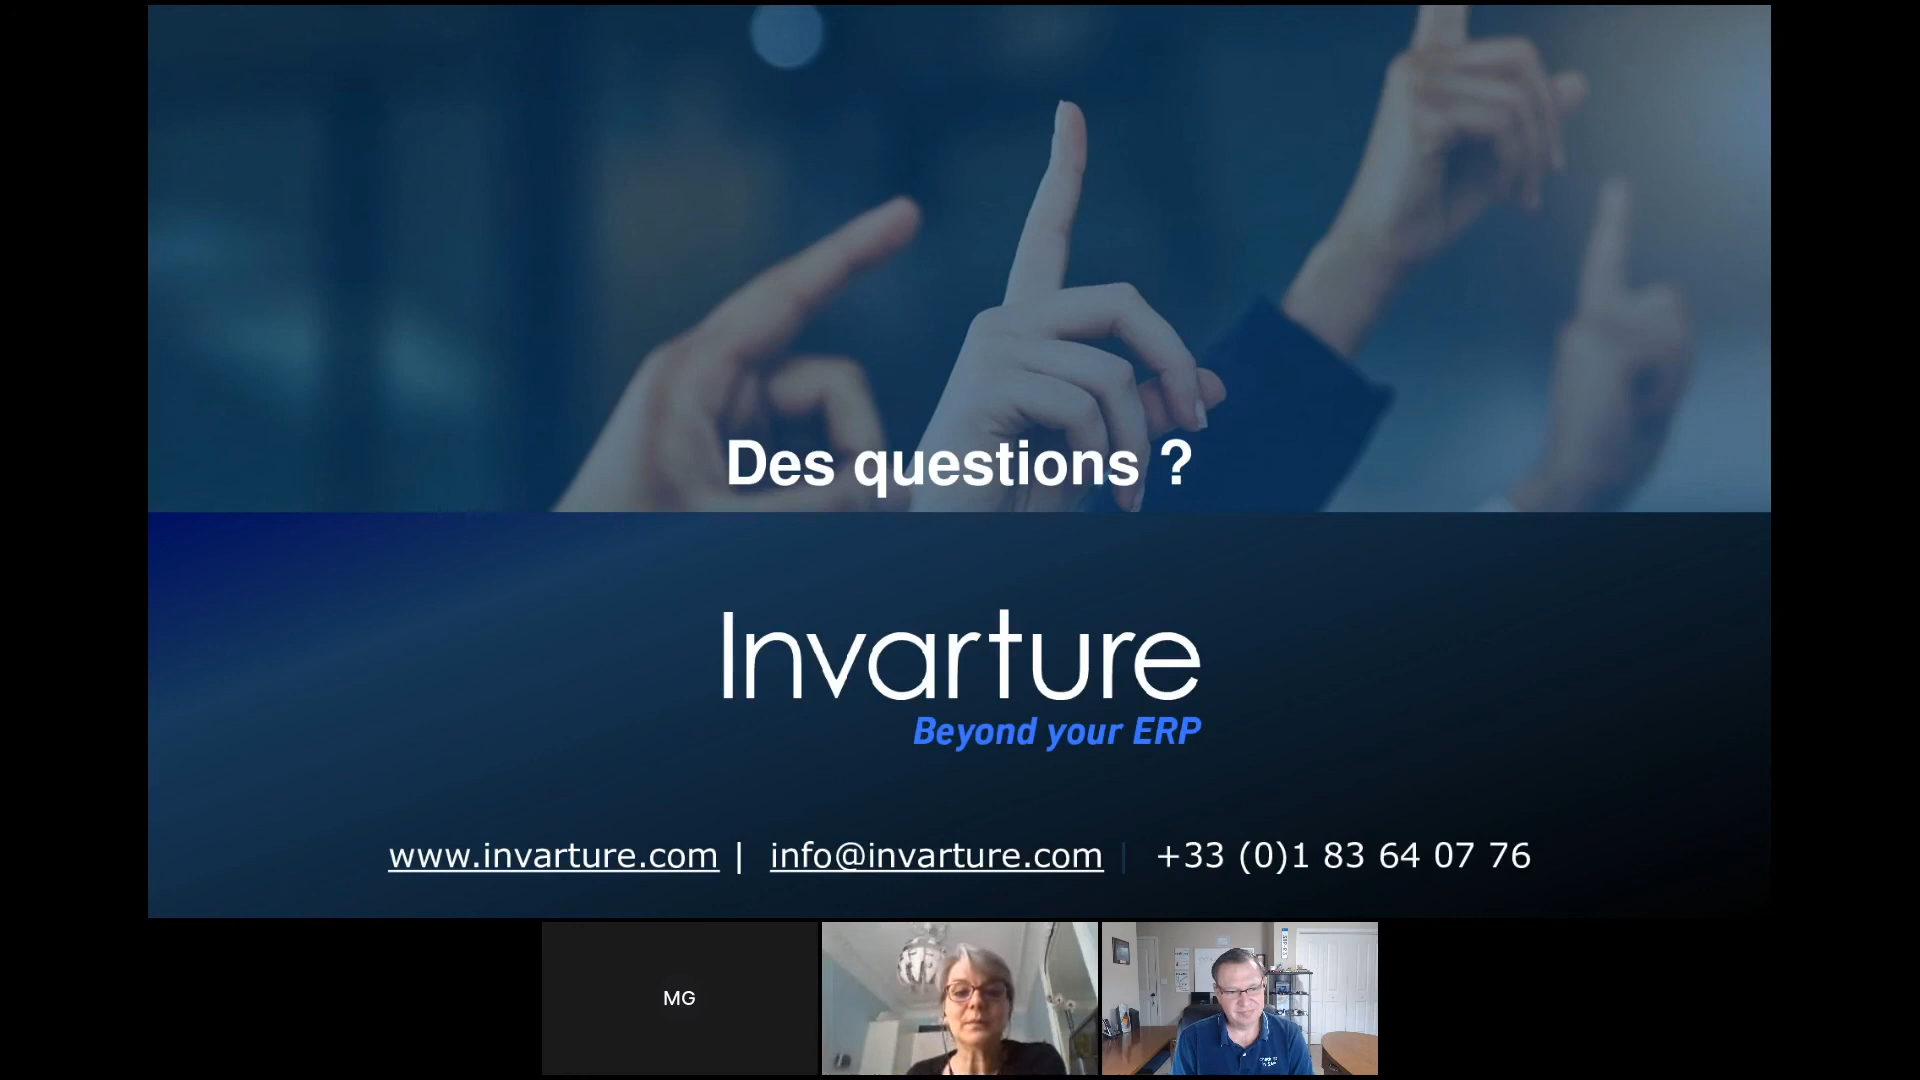 Des questions ?
Invarture
Beyond your ERP
www.invarture.com | info@invarture.com | +33 (0)1 83 64 07 76
MG